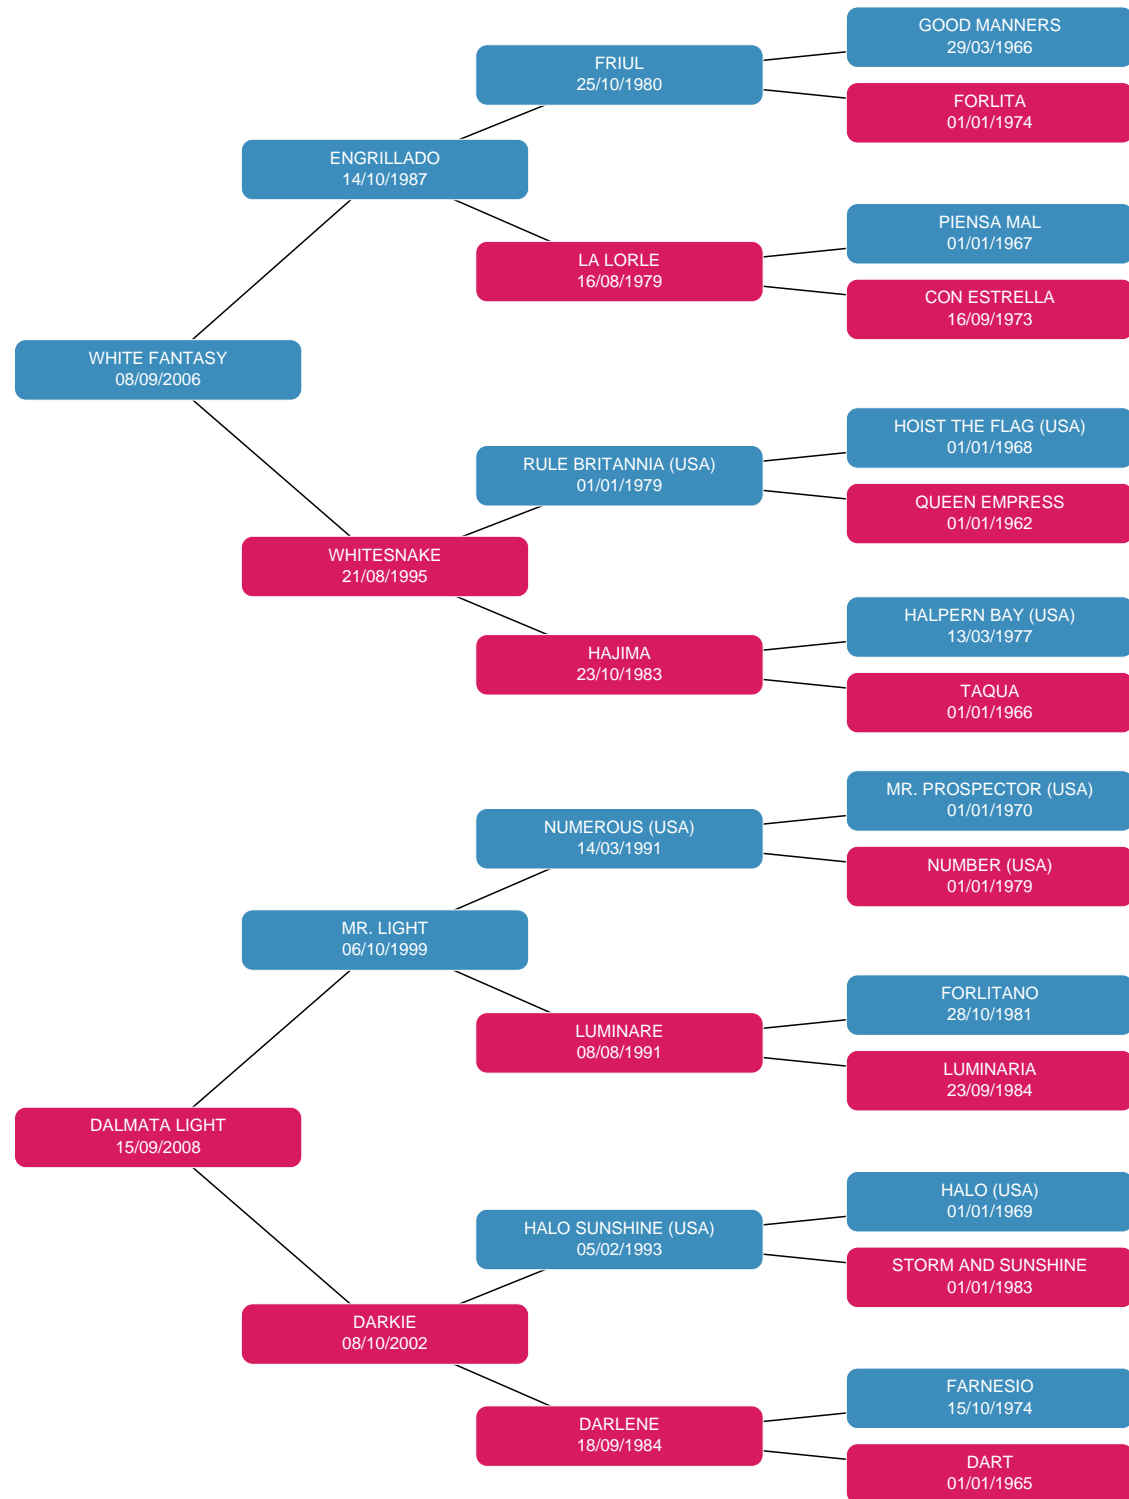 GOOD MANNERS
29/03/1966
FRIUL
25/10/1980
FORLITA
01/01/1974
ENGRILLADO
14/10/1987
PIENSA MAL
01/01/1967
LA LORLE
16/08/1979
CON ESTRELLA
16/09/1973
WHITE FANTASY
08/09/2006
HOIST THE FLAG (USA)
01/01/1968
RULE BRITANNIA (USA)
01/01/1979
QUEEN EMPRESS
01/01/1962
WHITESNAKE
21/08/1995
HALPERN BAY (USA)
13/03/1977
HAJIMA
23/10/1983
TAQUA
01/01/1966
MR. PROSPECTOR (USA)
01/01/1970
NUMEROUS (USA)
14/03/1991
NUMBER (USA)
01/01/1979
MR. LIGHT
06/10/1999
FORLITANO
28/10/1981
LUMINARE
08/08/1991
LUMINARIA
23/09/1984
DALMATA LIGHT
15/09/2008
HALO (USA)
01/01/1969
HALO SUNSHINE (USA)
05/02/1993
STORM AND SUNSHINE
01/01/1983
DARKIE
08/10/2002
FARNESIO
15/10/1974
DARLENE
18/09/1984
DART
01/01/1965